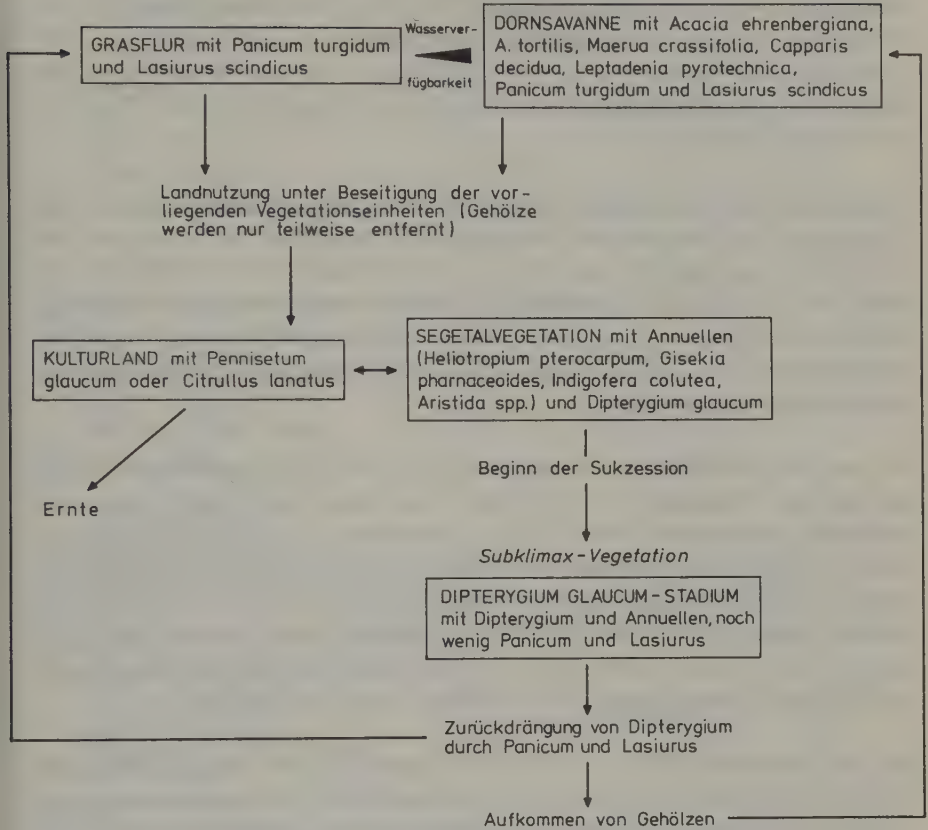 GRASFLUR mit Panicum turgidum
und Lasiurus scindicus
Wasserver-
fügbarkeit
DORNSAVANNE mit Acacia ehrenbergiana,
A. tortilis, Maerua crassifolia, Capparis
decidua, Leptadenia pyrotechnica,
Panicum turgidum und Lasiurus scindicus
Landnutzung unter Beseitigung der vor-
liegenden Vegetationseinheiten (Gehölze
werden nur teilweise entfernt)
KULTURLAND mit Pennisetum
glaucum oder Citrullus lanatus
SEGETALVEGETATION mit Annuellen
(Heliotropium pterocarpum, Gisekia
pharnaceoides, Indigofera colutea,
Aristida spp.) und Dipterygium glaucum
Ernte
Beginn der Sukzession
Subklimax-Vegetation
DIPTERYGIUM GLAUCUM-STADIUM
mit Dipterygium und Annuellen, noch
wenig Panicum und Lasiurus
Zurückdrängung von Dipterygium
durch Panicum und Lasiurus
Aufkommen von Gehölzen